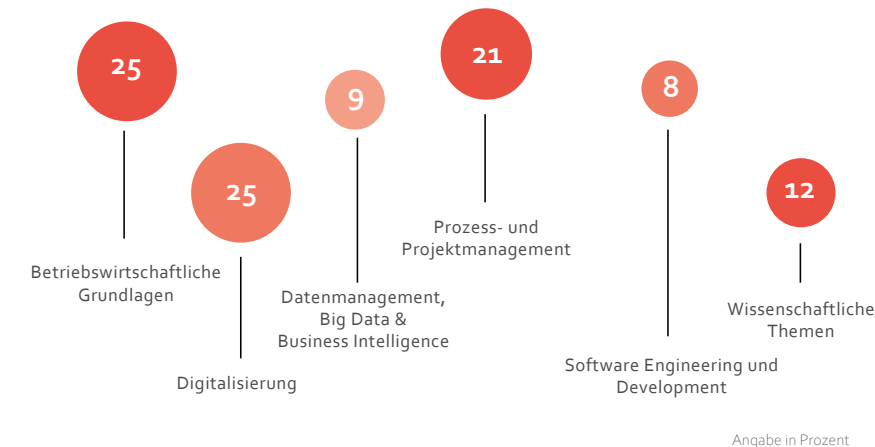 25
Betriebswirtschaftliche
Grundlagen
25
Digitalisierung
9
Datenmanagement,
Big Data &
Business Intelligence
21
Prozess- und
Projektmanagement
8
Software Engineering und
Development
12
Wissenschaftliche
Themen
Angabe in Prozent